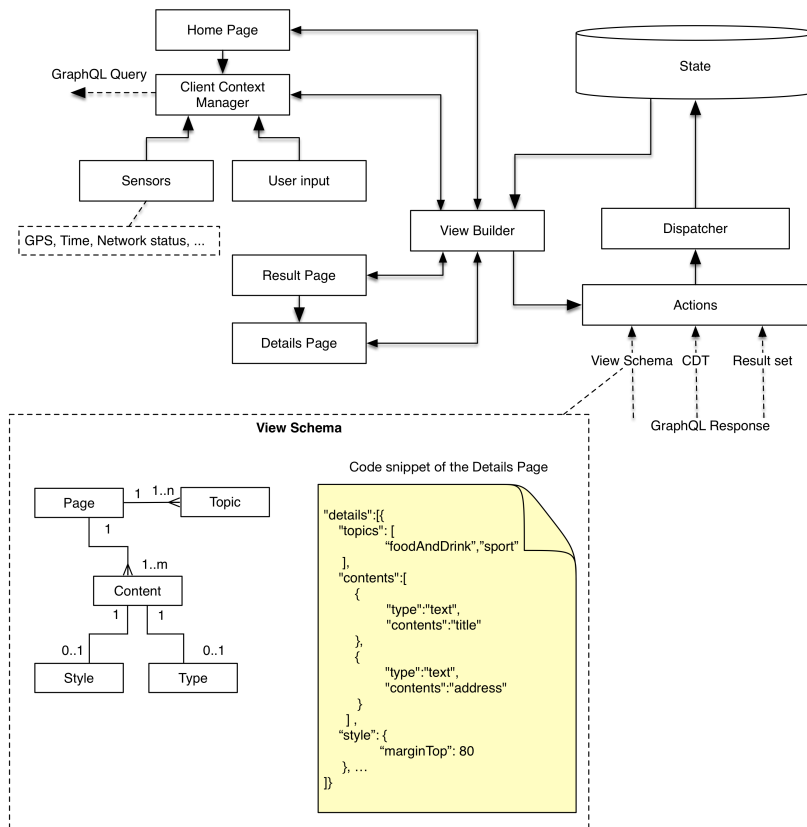 Home Page
State
GraphQL Query
Client Context
Manager
Sensors
User input
View Builder
Dispatcher
GPS, Time, Network status, ...
Result Page
Actions
Details Page
View Schema
CDT
Result set
GraphQL Response
View Schema
Code snippet of the Details Page
Page
1
1..n
Topic
1
1..m
Content
1
1
0..1
0..1
Style
Type
"details":[{
"topics": [
“foodAndDrink”,”sport”
],
"contents":[
{
"type":"text",
"contents":"title"
},
{
"type":"text",
"contents":"address"
}
] ,
“style”: {
“marginTop”: 80
}, …
]}